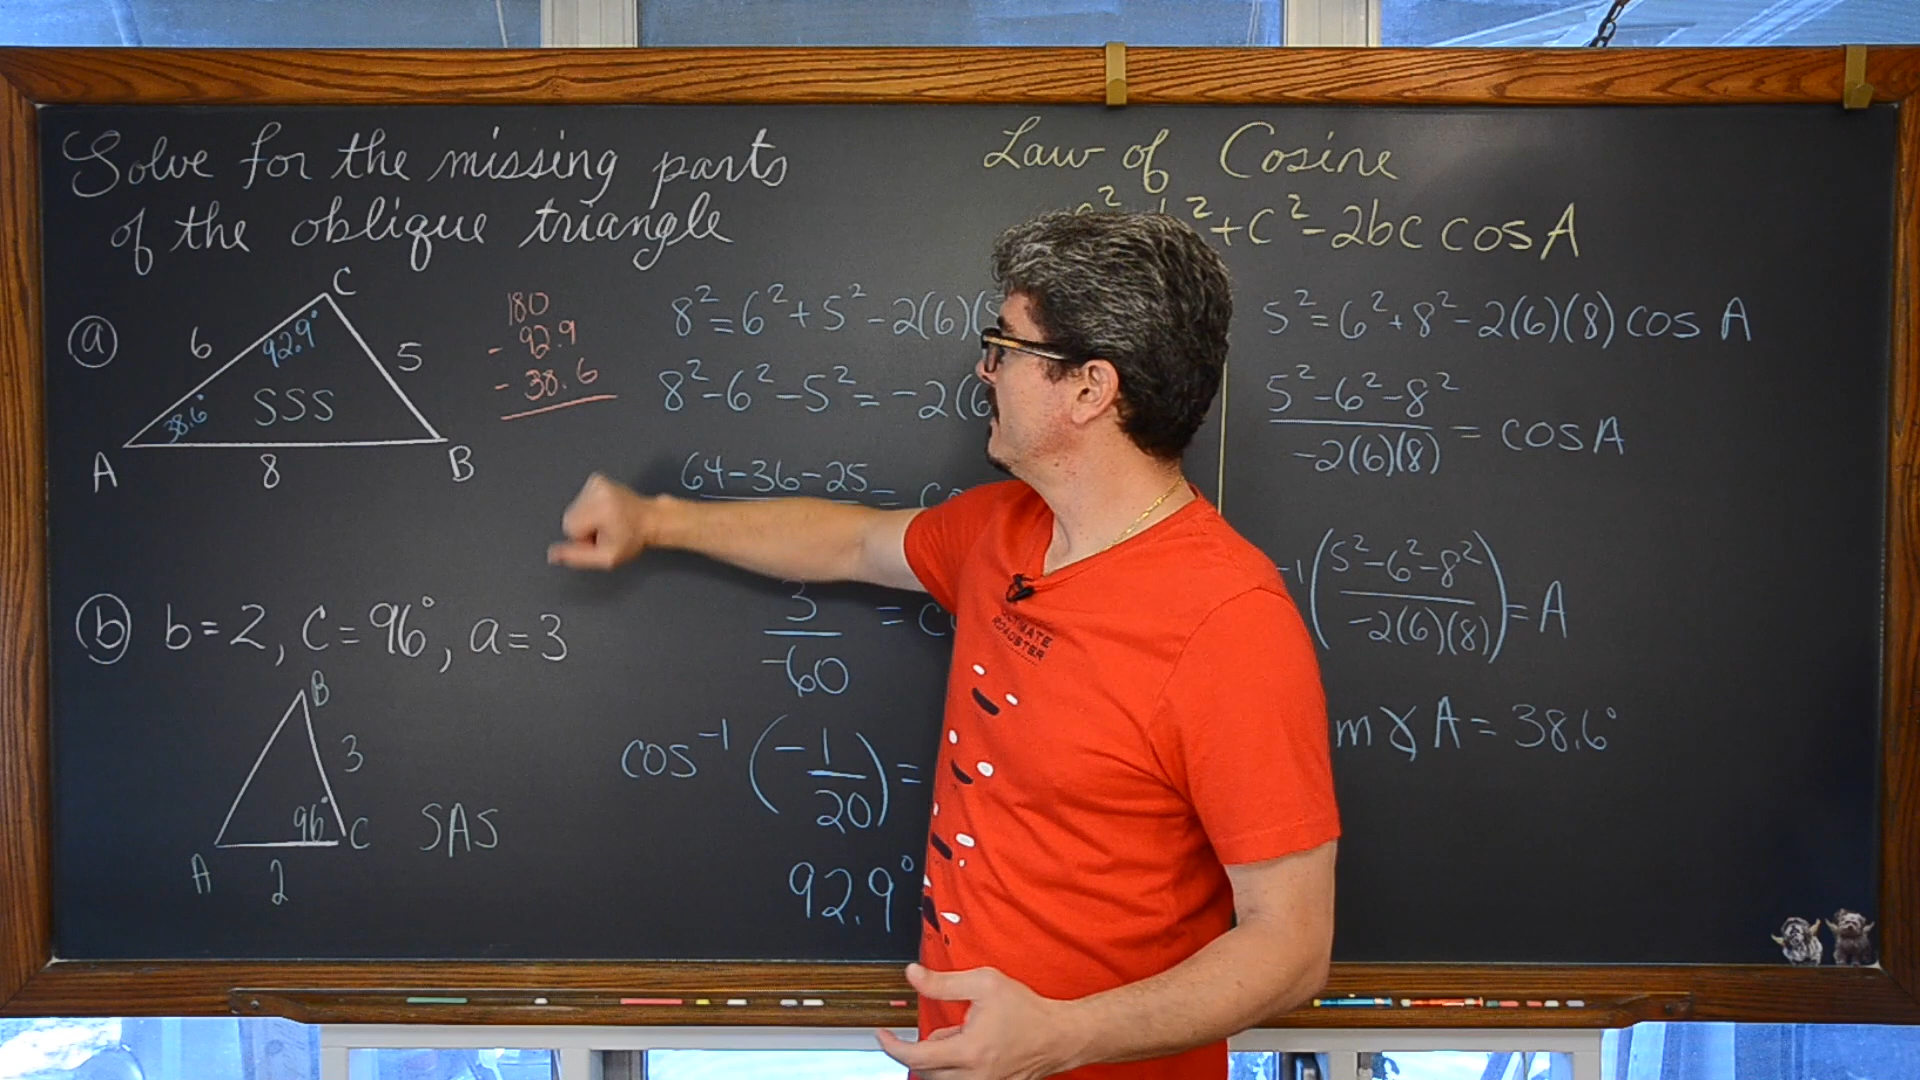 Solve for the missing parts
of the oblique triangle
Law of Cosine
² + c² - 2bc cos A
ⓐ
C
6
92.9°
5
38.6°
SSS
A
8
B
180
- 92.9
- 38.6
8² = 6² + 5² - 2(6)(
8² - 6² - 5² = -2(6
64 - 36 - 25 =
3
-60
=
cos⁻¹ (-1/20) =
92.9°
5² = 6² + 8² - 2(6)(8) cos A
5² - 6² - 8²
-2(6)(8)
= cos A
⁻¹(5² - 6² - 8² / -2(6)(8)) = A
m∢A = 38.6°
ⓑ b = 2, C = 96°, a = 3
B
3
96°
C
SAS
A
2
ROADSTER